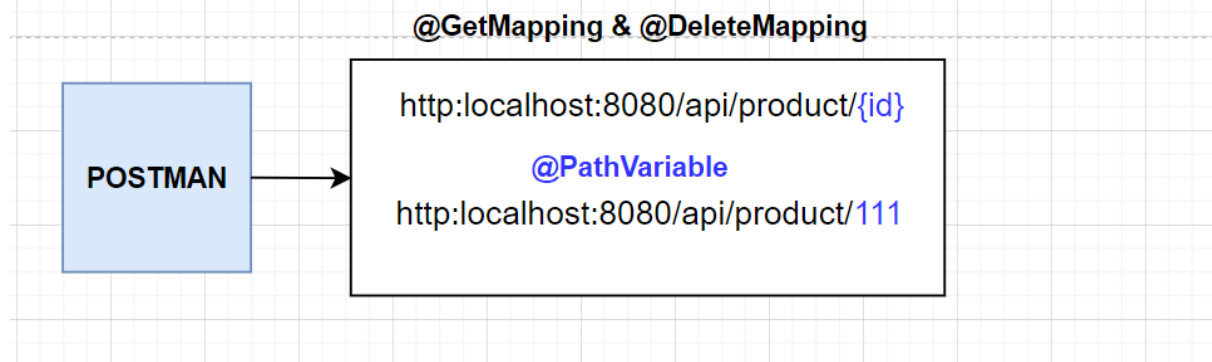 @GetMapping & @DeleteMapping
POSTMAN
http:localhost:8080/api/product/{id}
@PathVariable
http:localhost:8080/api/product/111